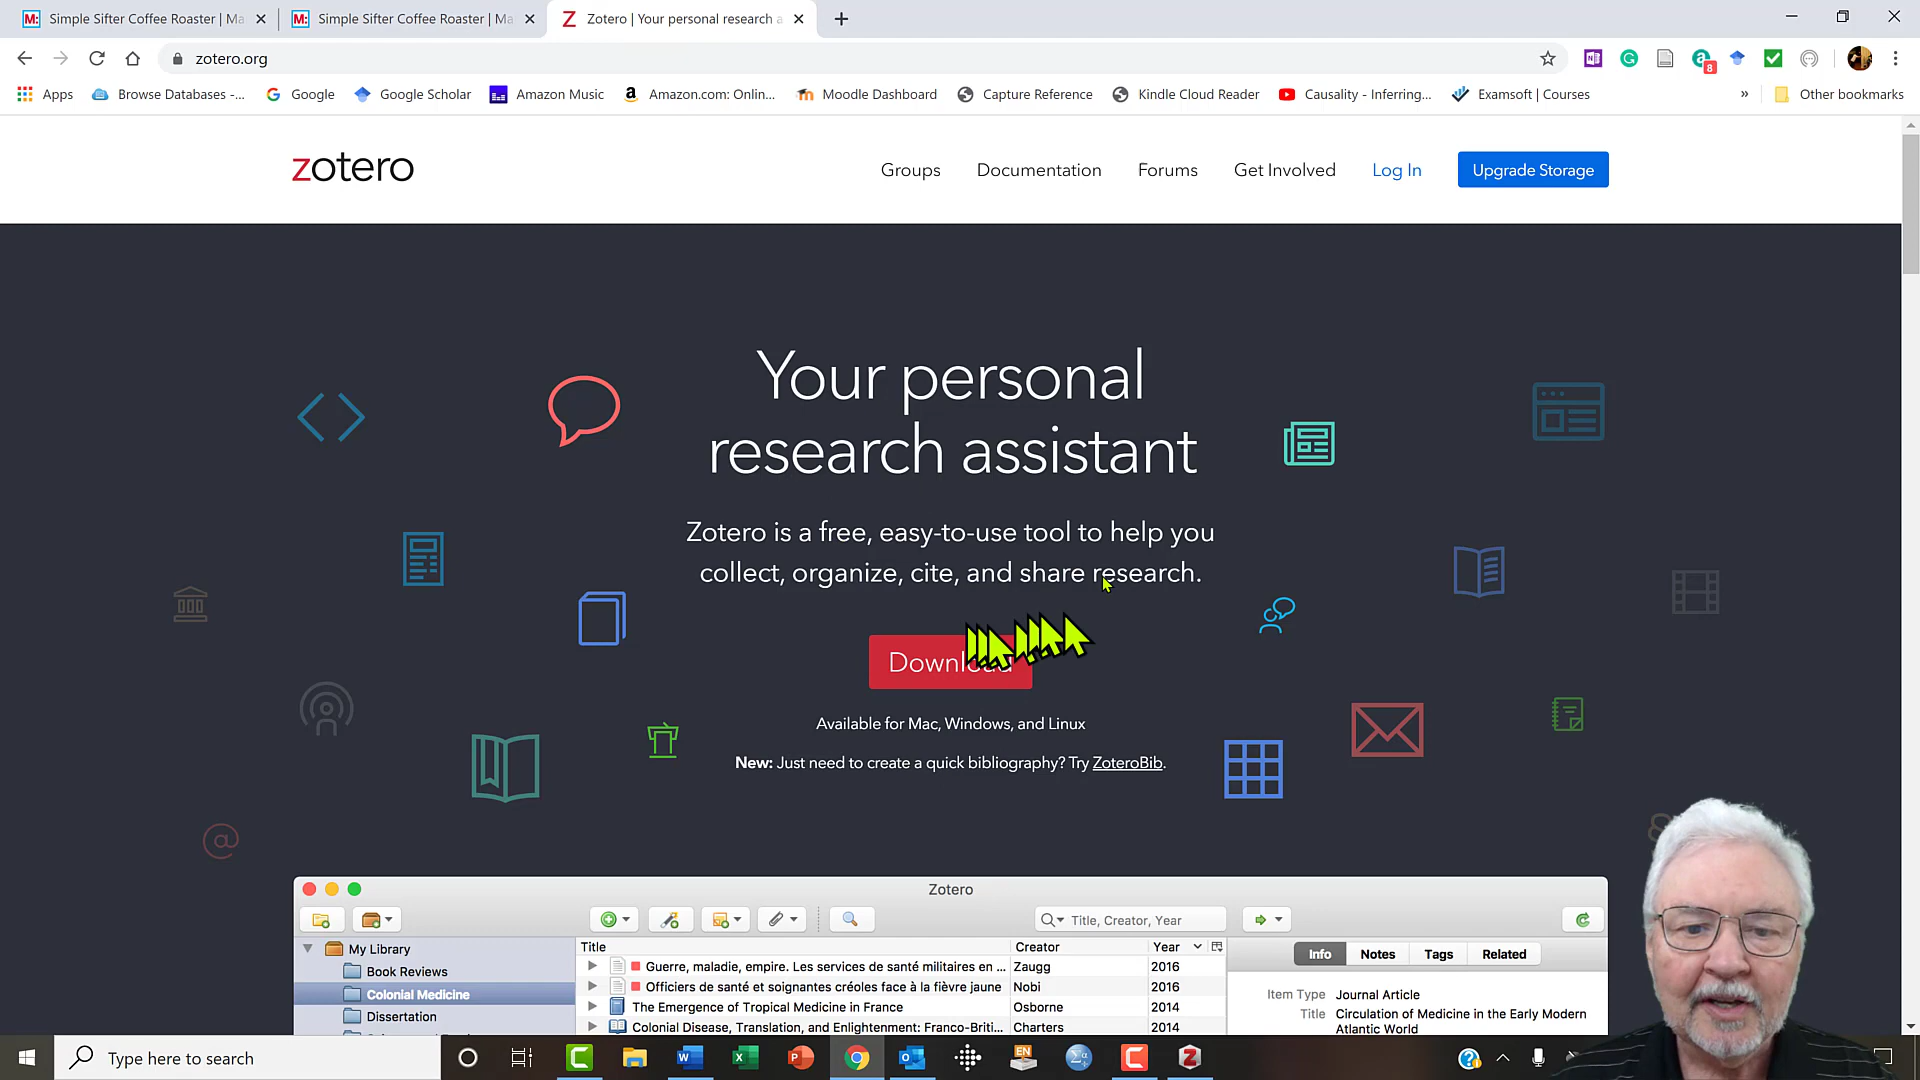 Simple Sifter Coffee Roaster | Ma
Simple Sifter Coffee Roaster | Ma
Zotero | Your personal research a
zotero.org
Apps
Browse Databases -...
Google
Google Scholar
Amazon Music
Amazon.com: Onlin...
Moodle Dashboard
Capture Reference
Kindle Cloud Reader
Causality - Inferring...
Examsoft | Courses
»
Other bookmarks
zotero
Groups
Documentation
Forums
Get Involved
Log In
Upgrade Storage
Your personal
research assistant
Zotero is a free, easy-to-use tool to help you
collect, organize, cite, and share research.
Download
Available for Mac, Windows, and Linux
New: Just need to create a quick bibliography? Try ZoteroBib.
Zotero
Title, Creator, Year
My Library
Book Reviews
Colonial Medicine
Dissertation
Title Creator Year
Guerre, maladie, empire. Les services de santé militaires en ... Zaugg 2016
Officiers de santé et soignantes créoles face à la fièvre jaune Nobi 2016
The Emergence of Tropical Medicine in France Osborne 2014
Colonial Disease, Translation, and Enlightenment: Franco-Briti... Charters 2014
Info Notes Tags Related
Item Type Journal Article
Title Circulation of Medicine in the Early Modern
Atlantic World
Type here to search